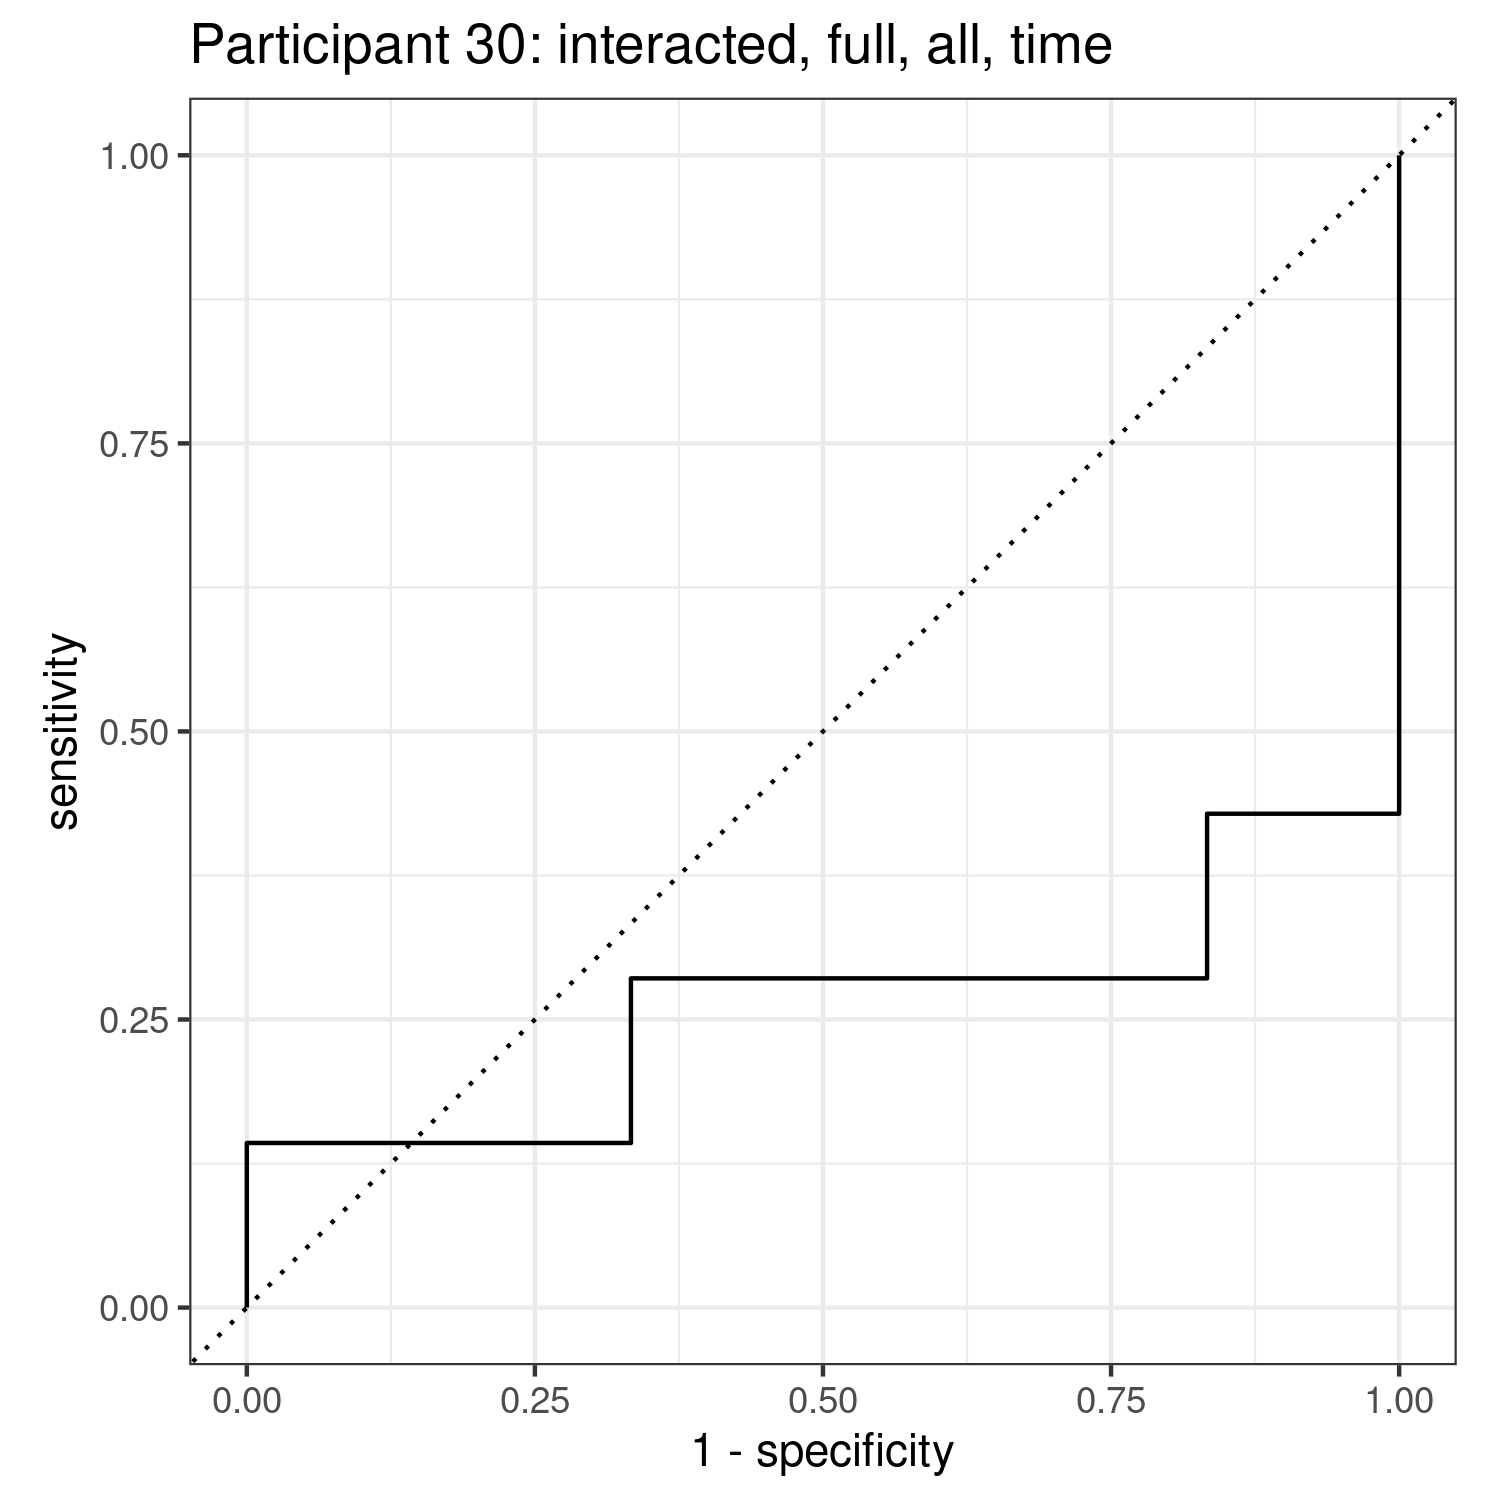 Participant 30: interacted, full, all, time
1.00
0.75
0.50
0.25
0.00
sensitivity
0.00 0.25 0.50 0.75 1.00
1 - specificity